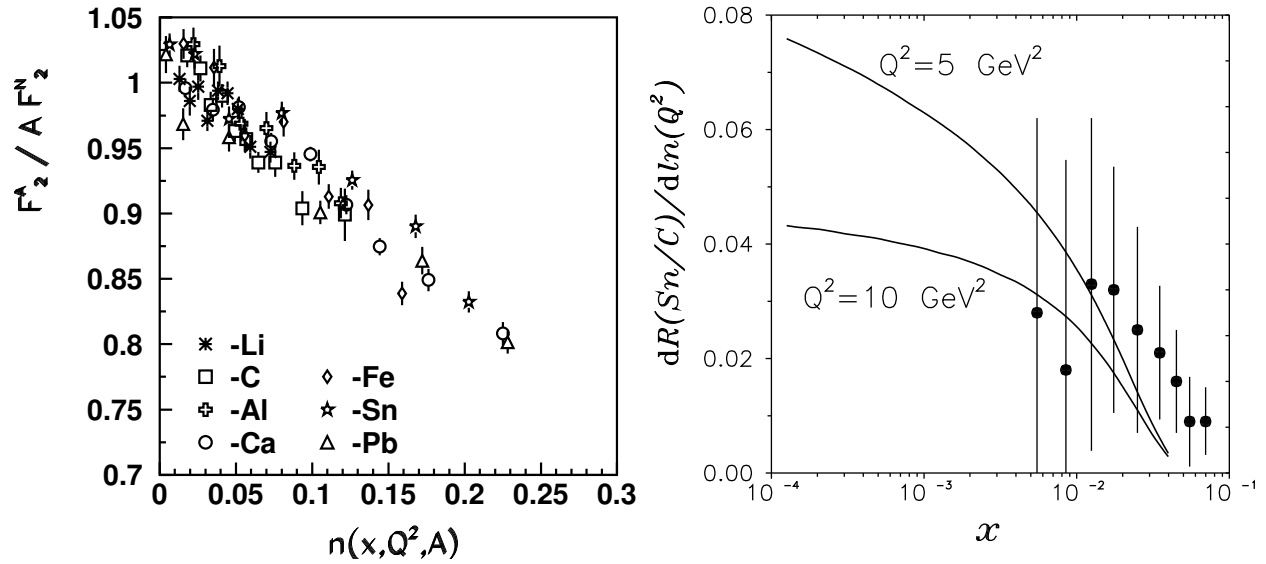 1.05
1
0.95
0.9
0.85
0.8
0.75
0.7
F₂ᴬ / A F₂ᴺ
-Li
-C
-Al
-Ca
-Fe
-Sn
-Pb
0 0.05 0.1 0.15 0.2 0.25 0.3
n(x,Q²,A)
0.08
0.06
0.04
0.02
0.00
dR(Sn/C)/dln(Q²)
Q²=5 GeV²
Q²=10 GeV²
10⁻⁴ 10⁻³ 10⁻² 10⁻¹
x